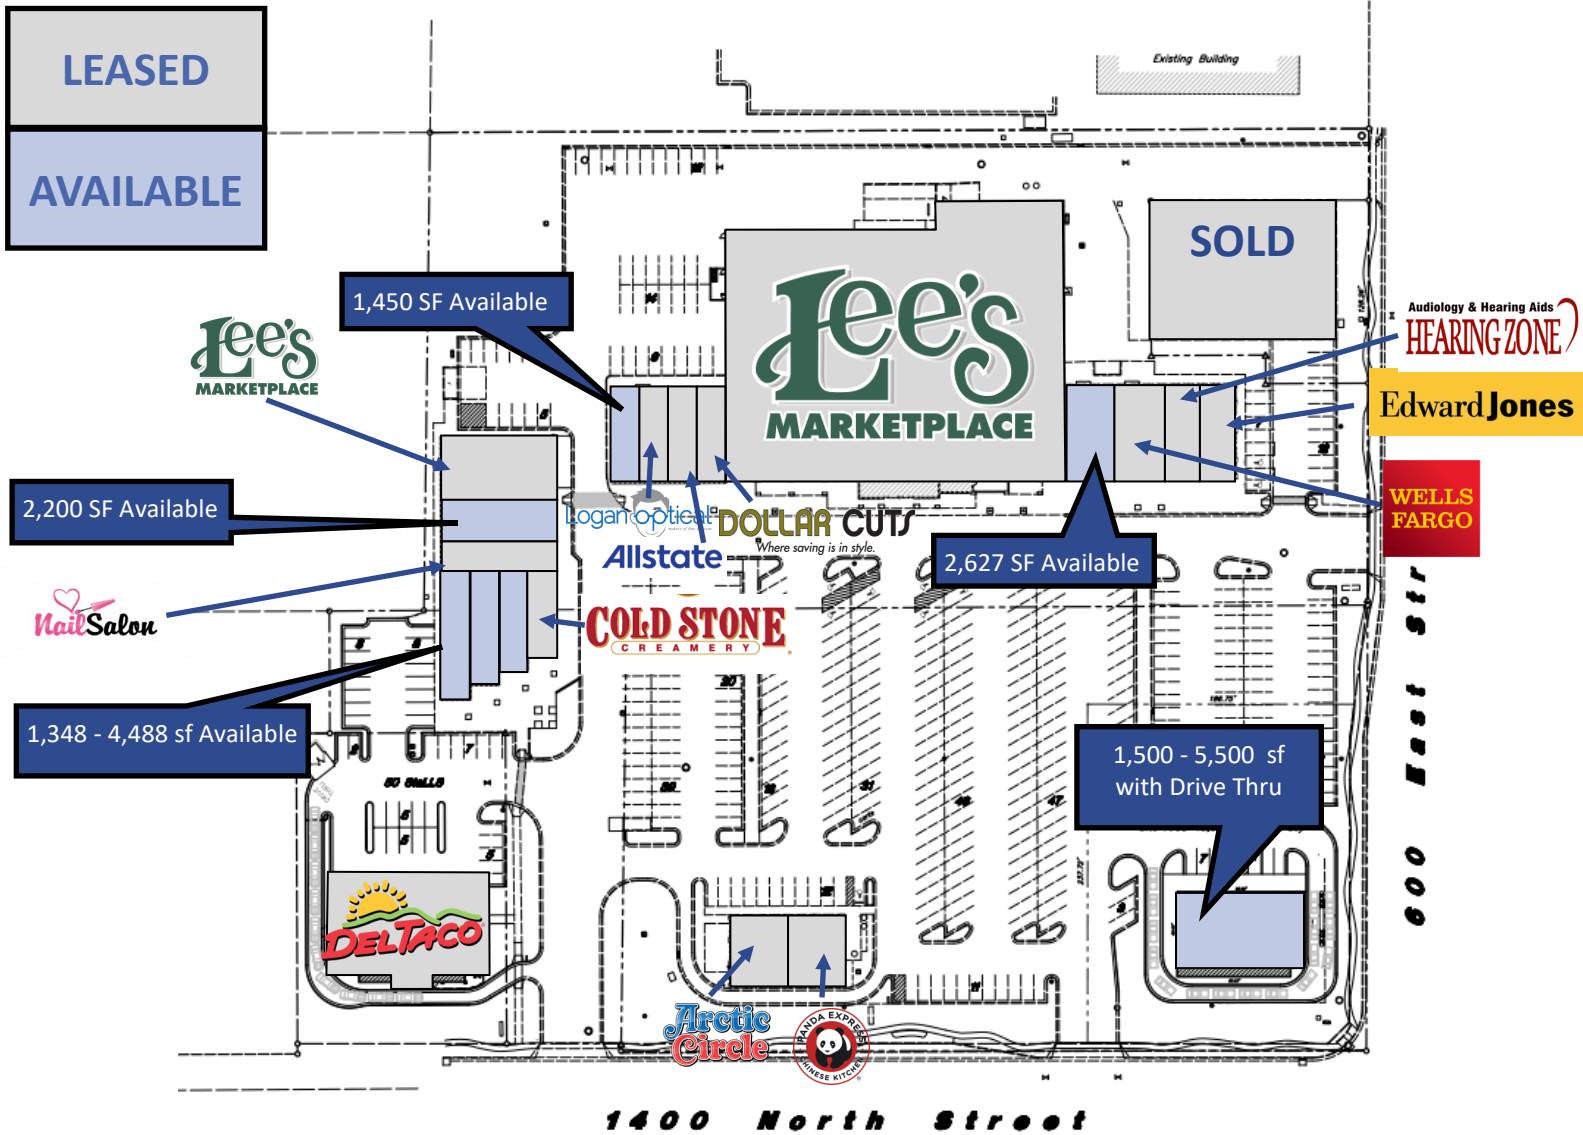 LEASED
AVAILABLE
Existing Building
SOLD
1,450 SF Available
Lee's
MARKETPLACE
Lee's
MARKETPLACE
Audiology & Hearing Aids
HEARING ZONE
Edward Jones
WELLS
FARGO
2,200 SF Available
Logan optical
DOLLAR CUTS
Where saving is in style.
Allstate
2,627 SF Available
Nail Salon
COLD STONE
CREAMERY
1,348 - 4,488 sf Available
1,500 - 5,500 sf
with Drive Thru
50 STALLS
DEL TACO
Arctic
Circle
PANDA EXPRESS
CHINESE KITCHEN
600 East Str
1400 North Street